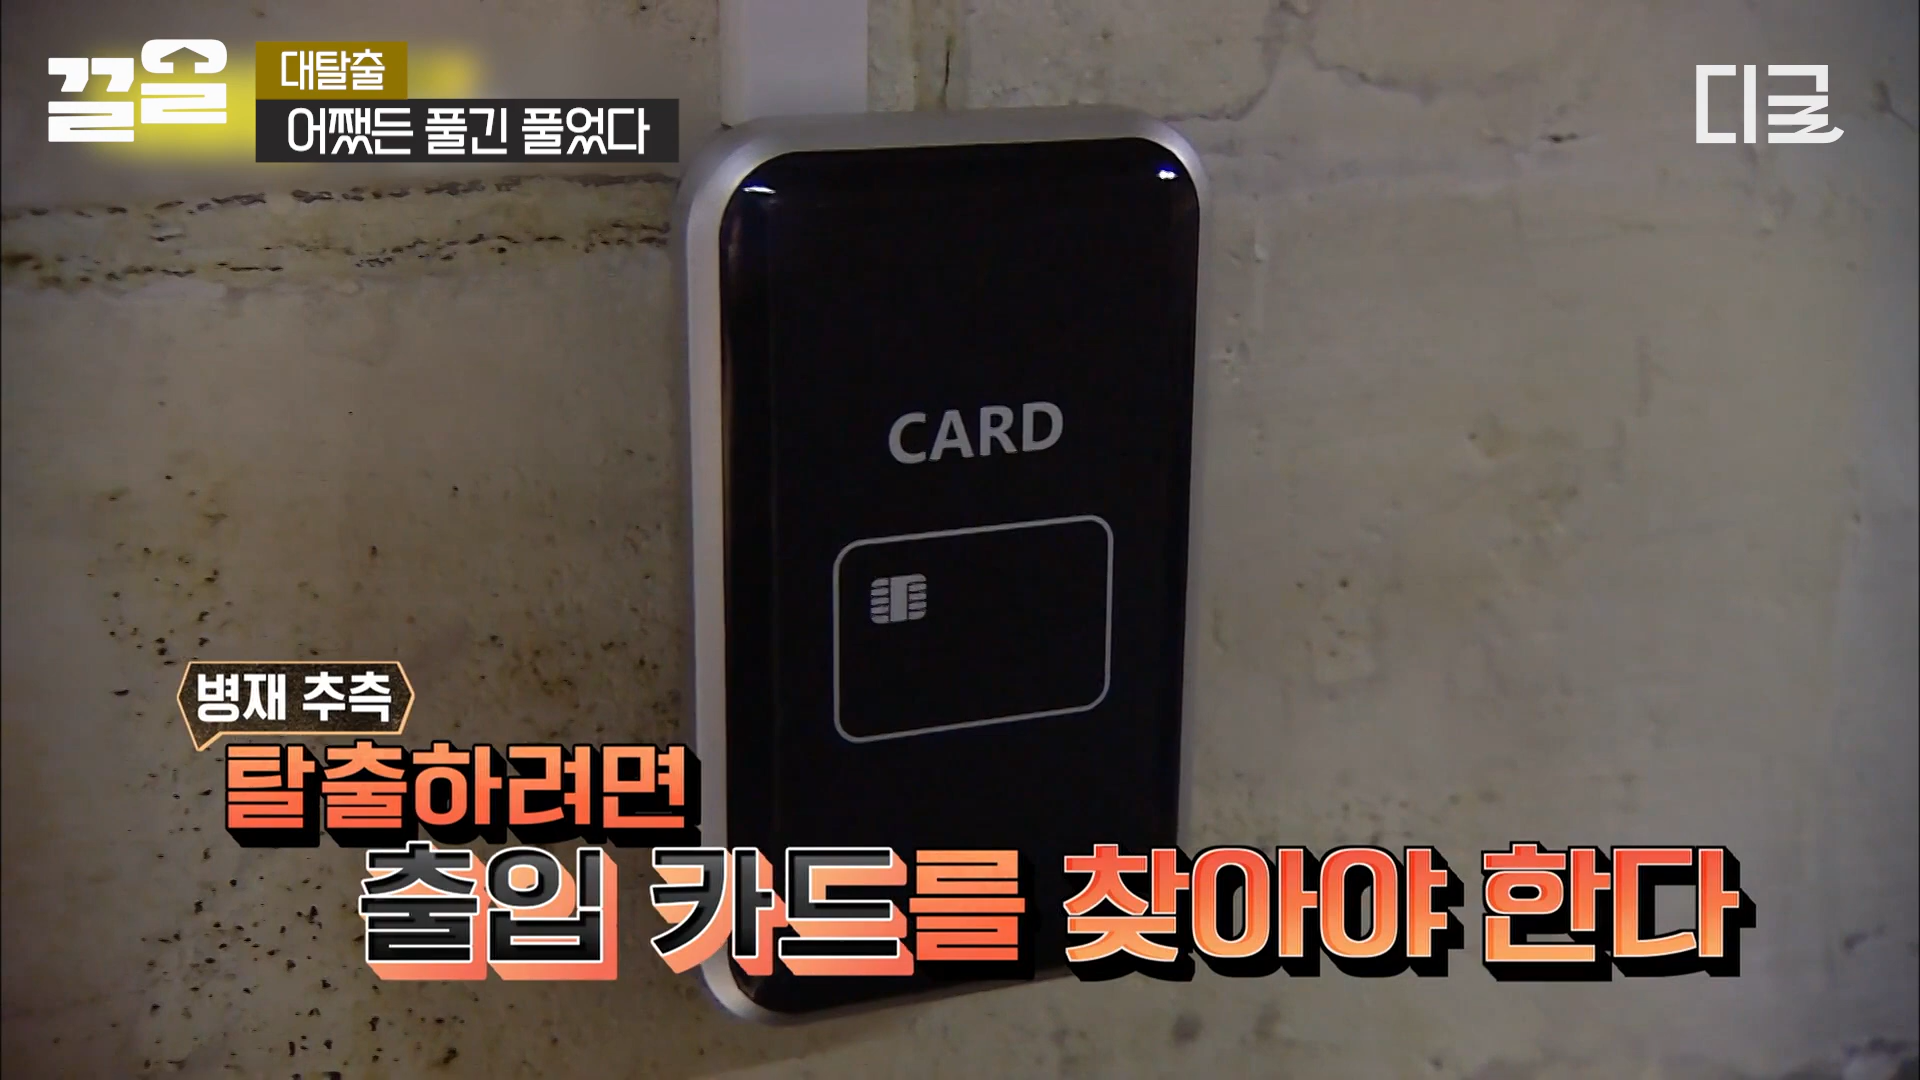 끌올
대탈출
어쨌든 풀긴 풀었다
디글
CARD
병재 추측
탈출하려면
출입 카드를 찾아야 한다